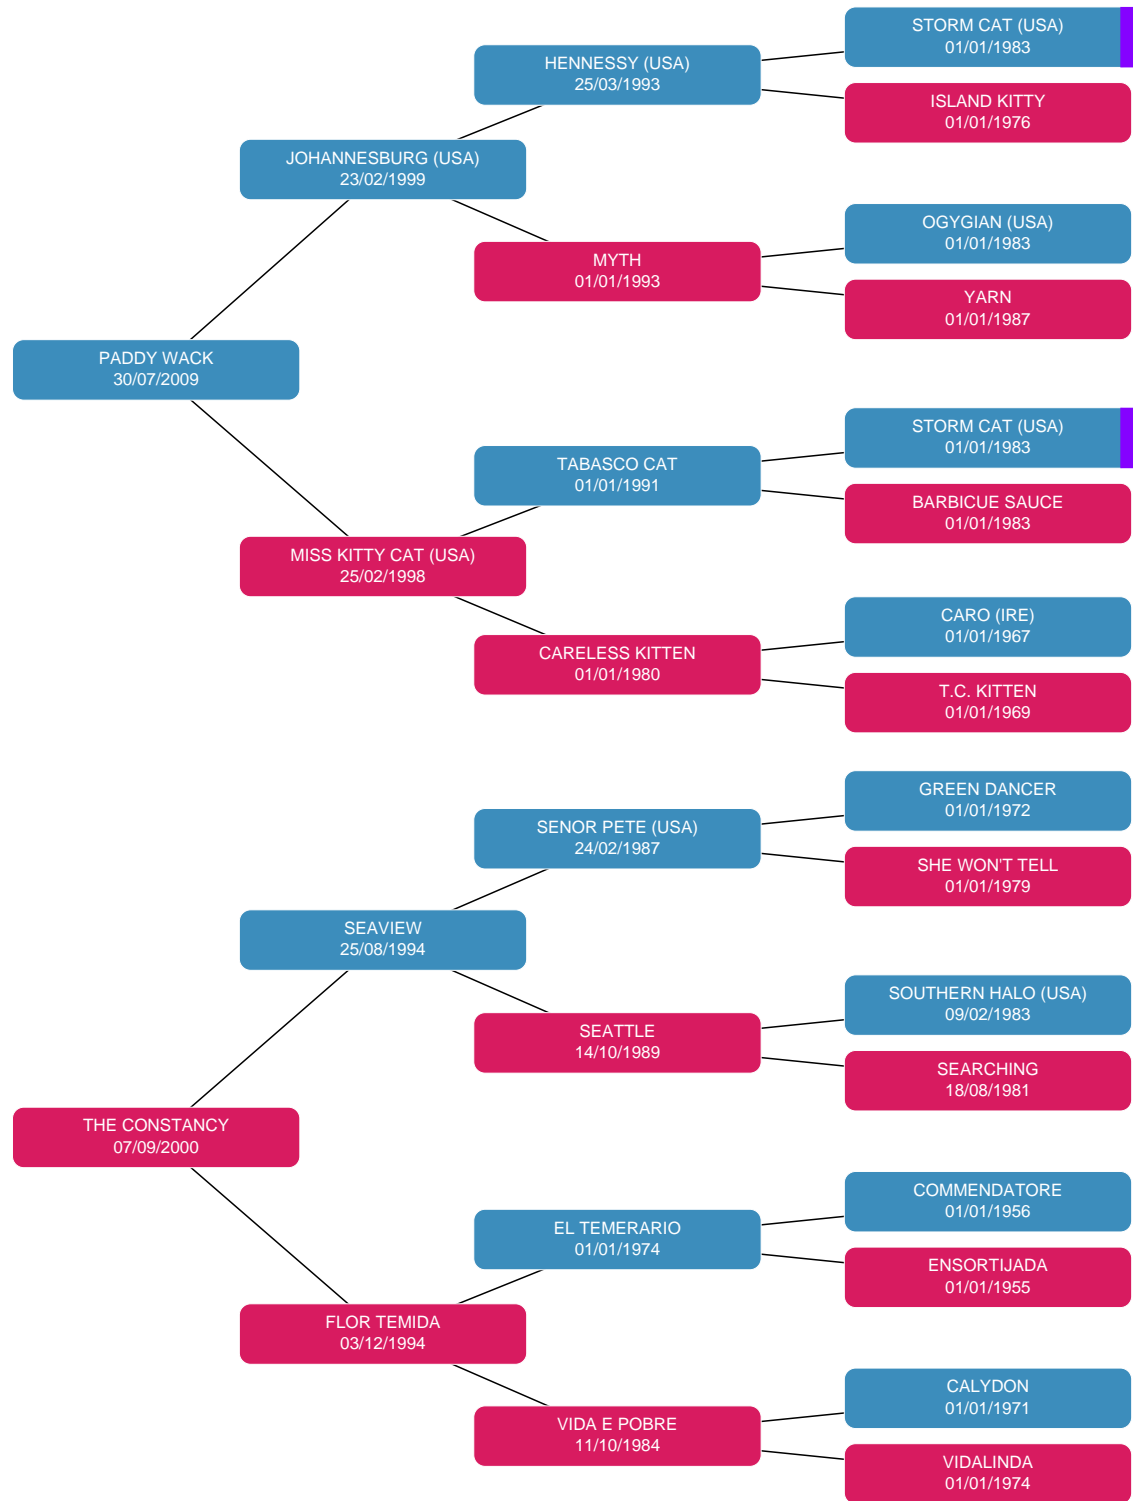 STORM CAT (USA)
01/01/1983
HENNESSY (USA)
25/03/1993
ISLAND KITTY
01/01/1976
JOHANNESBURG (USA)
23/02/1999
OGYGIAN (USA)
01/01/1983
MYTH
01/01/1993
YARN
01/01/1987
PADDY WACK
30/07/2009
STORM CAT (USA)
01/01/1983
TABASCO CAT
01/01/1991
BARBICUE SAUCE
01/01/1983
MISS KITTY CAT (USA)
25/02/1998
CARO (IRE)
01/01/1967
CARELESS KITTEN
01/01/1980
T.C. KITTEN
01/01/1969
GREEN DANCER
01/01/1972
SENOR PETE (USA)
24/02/1987
SHE WON'T TELL
01/01/1979
SEAVIEW
25/08/1994
SOUTHERN HALO (USA)
09/02/1983
SEATTLE
14/10/1989
SEARCHING
18/08/1981
THE CONSTANCY
07/09/2000
COMMENDATORE
01/01/1956
EL TEMERARIO
01/01/1974
ENSORTIJADA
01/01/1955
FLOR TEMIDA
03/12/1994
CALYDON
01/01/1971
VIDA E POBRE
11/10/1984
VIDALINDA
01/01/1974